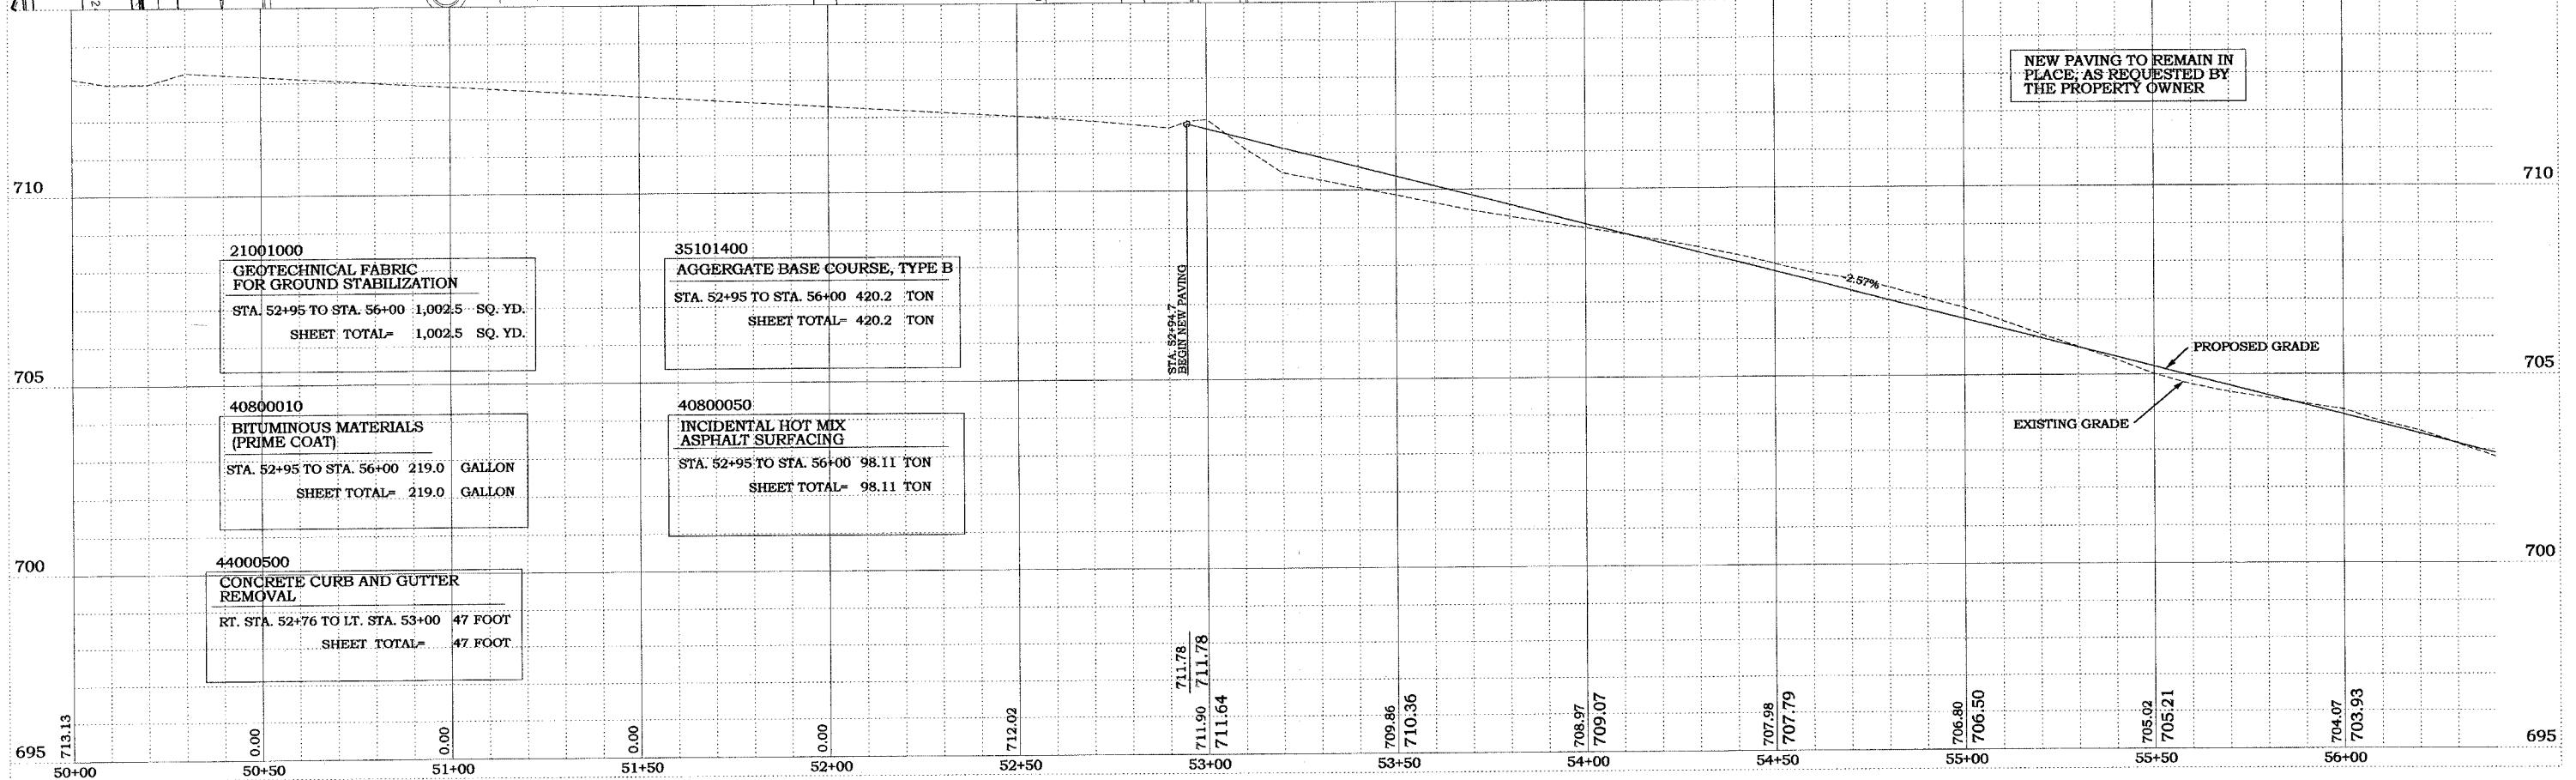 NEW PAVING TO REMAIN IN
PLACE; AS REQUESTED BY
THE PROPERTY OWNER
710
710
21001000
GEOTECHNICAL FABRIC
FOR GROUND STABILIZATION
STA. 52+95 TO STA. 56+00 1,002.5 SQ. YD.
SHEET TOTAL= 1,002.5 SQ. YD.
35101400
AGGERGATE BASE COURSE, TYPE B
STA. 52+95 TO STA. 56+00 420.2 TON
SHEET TOTAL= 420.2 TON
STA. 52+94.7
BEGIN NEW PAVING
-2.57%
PROPOSED GRADE
EXISTING GRADE
705
705
40800010
BITUMINOUS MATERIALS
(PRIME COAT)
STA. 52+95 TO STA. 56+00 219.0 GALLON
SHEET TOTAL= 219.0 GALLON
40800050
INCIDENTAL HOT MIX
ASPHALT SURFACING
STA. 52+95 TO STA. 56+00 98.11 TON
SHEET TOTAL= 98.11 TON
700
700
44000500
CONCRETE CURB AND GUTTER
REMOVAL
RT. STA. 52+76 TO LT. STA. 53+00 47 FOOT
SHEET TOTAL= 47 FOOT
713.13
0.00
0.00
0.00
0.00
712.02
711.78
711.78
711.90
711.64
709.86
710.36
708.97
709.07
707.98
707.79
706.80
706.50
705.02
705.21
704.07
703.93
695
695
50+00
50+50
51+00
51+50
52+00
52+50
53+00
53+50
54+00
54+50
55+00
55+50
56+00